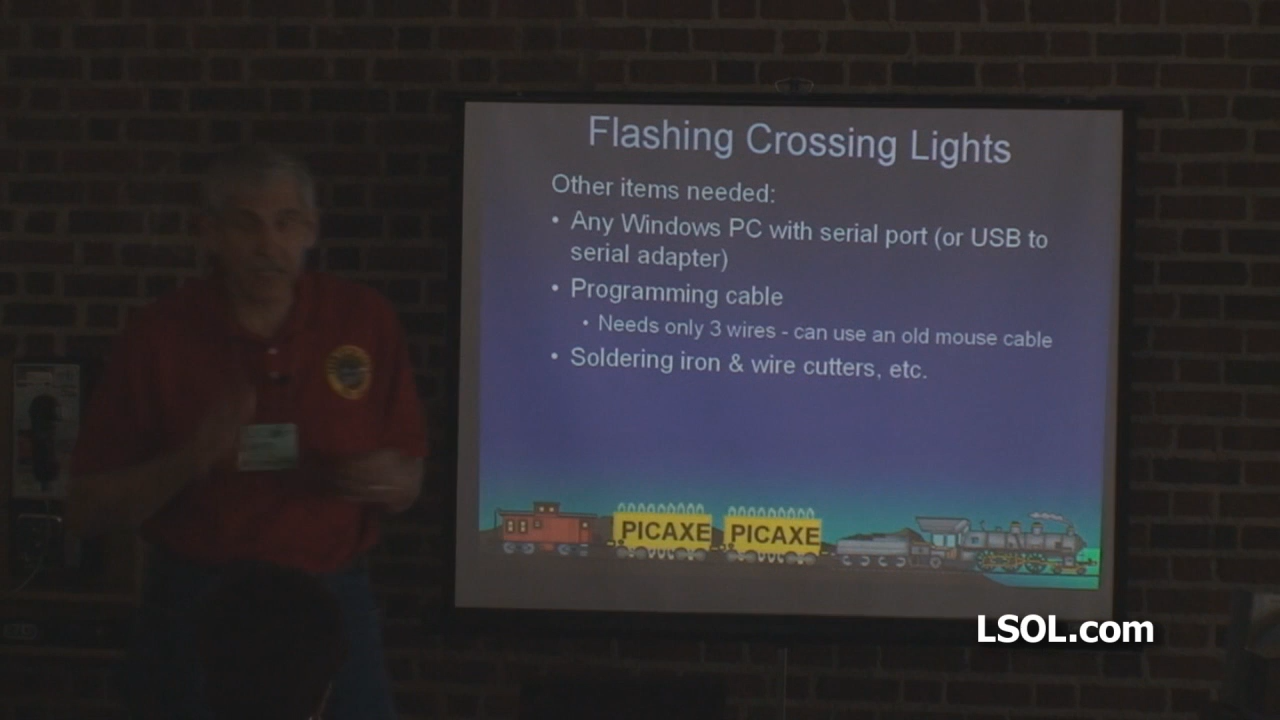 Flashing Crossing Lights
Other items needed:
• Any Windows PC with serial port (or USB to
serial adapter)
• Programming cable
• Needs only 3 wires - can use an old mouse cable
• Soldering iron & wire cutters, etc.
PICAXE PICAXE
LSOL.com